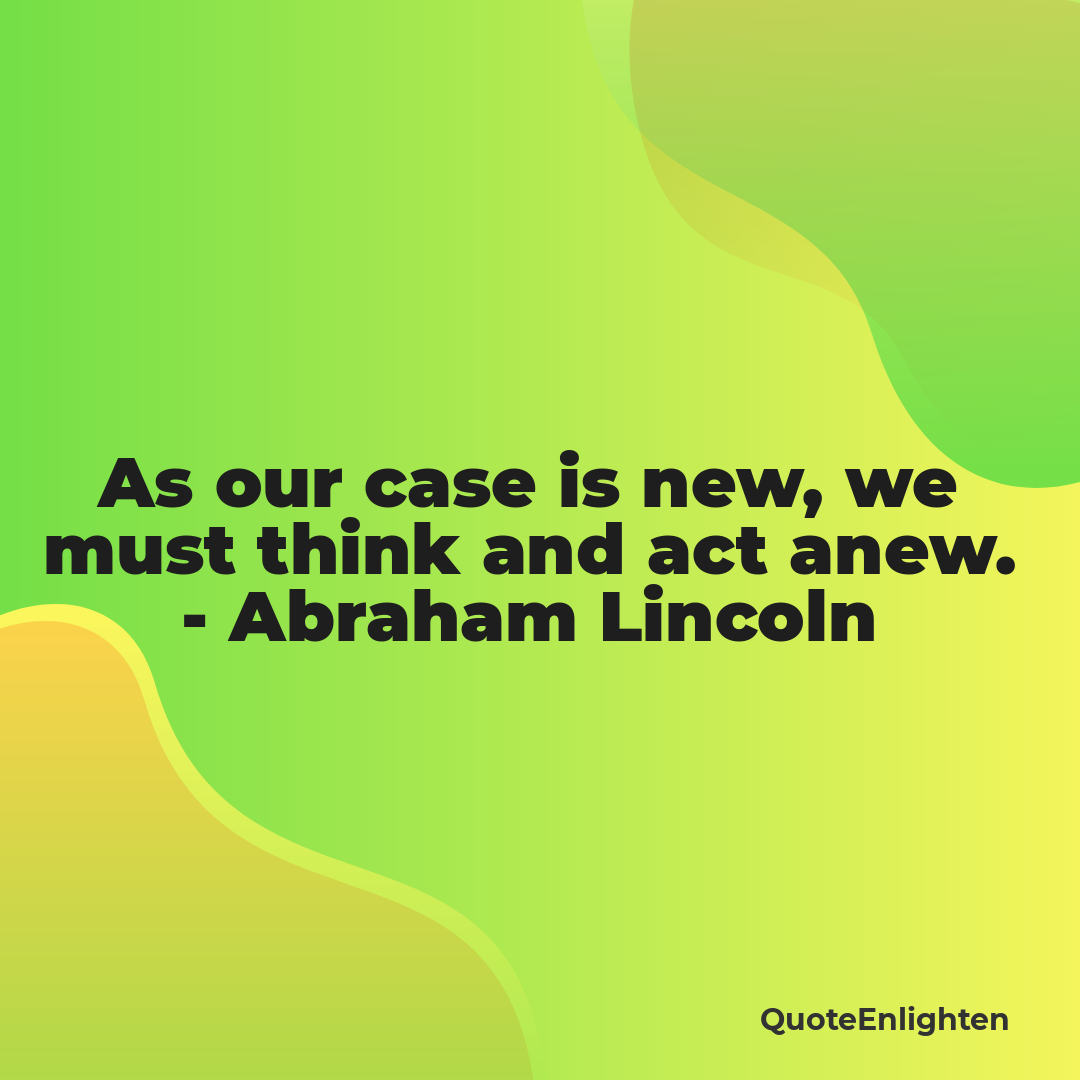 As our case is new, we
must think and act anew.
- Abraham Lincoln
QuoteEnlighten